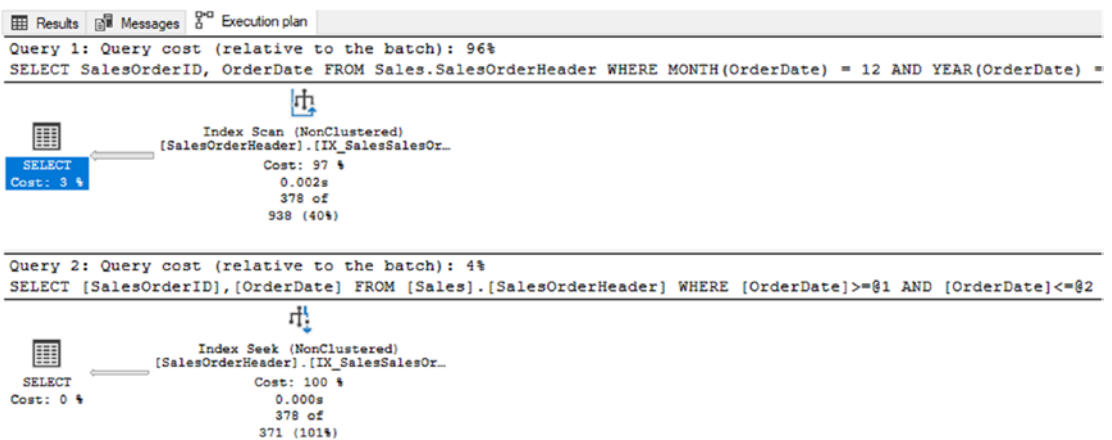 Results Messages Execution plan
Query 1: Query cost (relative to the batch): 96%
SELECT SalesOrderID, OrderDate FROM Sales.SalesOrderHeader WHERE MONTH(OrderDate) = 12 AND YEAR(OrderDate) =
Index Scan (NonClustered)
[SalesOrderHeader].[IX_SalesSalesOr…
SELECT
Cost: 3 %
Cost: 97 %
0.002s
378 of
938 (40%)
Query 2: Query cost (relative to the batch): 4%
SELECT [SalesOrderID],[OrderDate] FROM [Sales].[SalesOrderHeader] WHERE [OrderDate]>=@1 AND [OrderDate]<=@2
Index Seek (NonClustered)
[SalesOrderHeader].[IX_SalesSalesOr…
SELECT
Cost: 0 %
Cost: 100 %
0.000s
378 of
371 (101%)